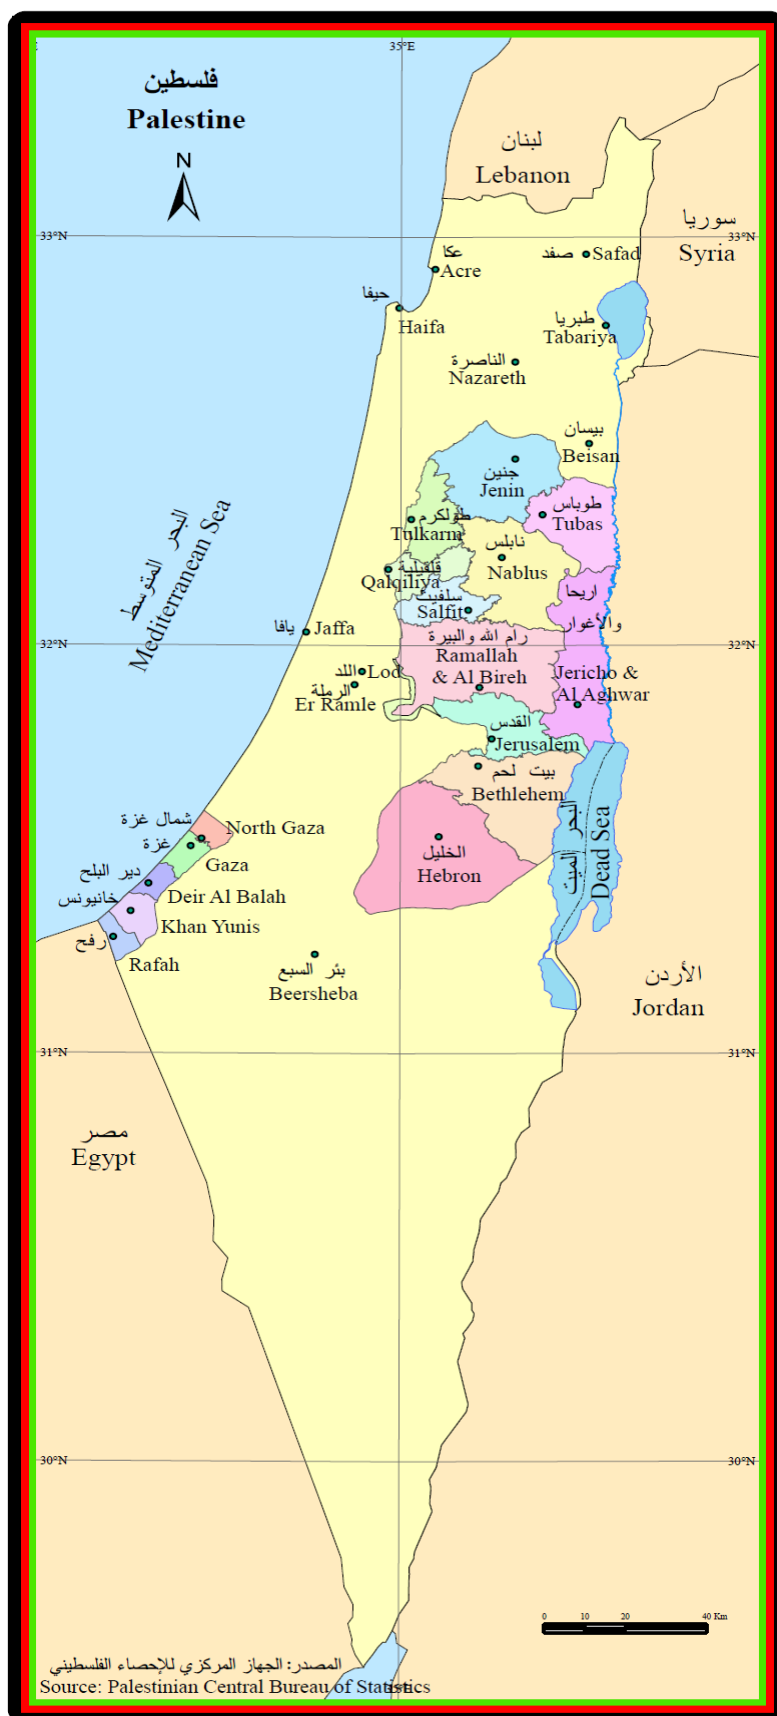 35°E
فلسطين
Palestine
N
لبنان
Lebanon
سوريا
Syria
33°N
33°N
عكا
Acre
صفد
Safad
حيفا
Haifa
طبريا
Tabariya
الناصرة
Nazareth
بيسان
Beisan
جنين
Jenin
طوباس
Tubas
طولكرم
Tulkarm
نابلس
Nablus
قلقيلية
Qalqiliya
سلفيت
Salfit
اريحا
والأغوار
Jericho &
Al Aghwar
البحر المتوسط
Mediterranean Sea
يافا
Jaffa
32°N
32°N
رام الله والبيرة
Ramallah
& Al Bireh
اللد
Lod
الرملة
Er Ramle
القدس
Jerusalem
بيت لحم
Bethlehem
البحر الميت
Dead Sea
الخليل
Hebron
شمال غزة
North Gaza
غزة
Gaza
دير البلح
Deir Al Balah
خانيونس
Khan Yunis
رفح
Rafah
بئر السبع
Beersheba
الأردن
Jordan
31°N
31°N
مصر
Egypt
30°N
30°N
0 10 20 40 Km
المصدر: الجهاز المركزي للإحصاء الفلسطيني
Source: Palestinian Central Bureau of Statistics